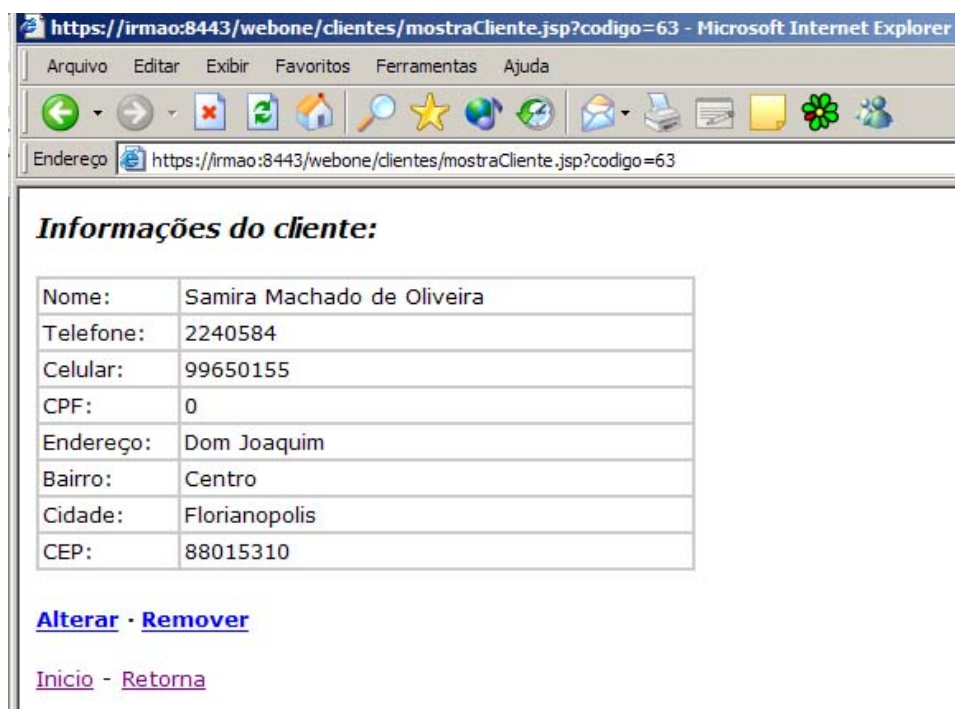 https://irmao:8443/webone/clientes/mostraCliente.jsp?codigo=63 - Microsoft Internet Explorer
Arquivo Editar Exibir Favoritos Ferramentas Ajuda
Endereço https://irmao:8443/webone/clientes/mostraCliente.jsp?codigo=63
Informações do cliente:
Nome: Samira Machado de Oliveira
Telefone: 2240584
Celular: 99650155
CPF: 0
Endereço: Dom Joaquim
Bairro: Centro
Cidade: Florianopolis
CEP: 88015310
Alterar · Remover
Inicio - Retorna